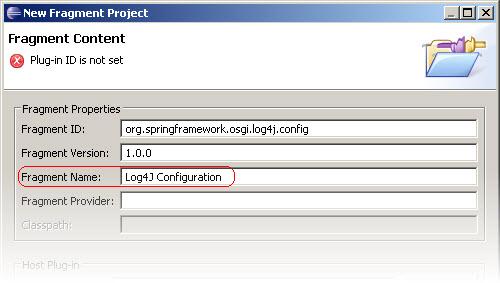 New Fragment Project
Fragment Content
Plug-in ID is not set
Fragment Properties
Fragment ID: org.springframework.osgi.log4j.config
Fragment Version: 1.0.0
Fragment Name: Log4J Configuration
Fragment Provider:
Classpath:
Host Plug-in